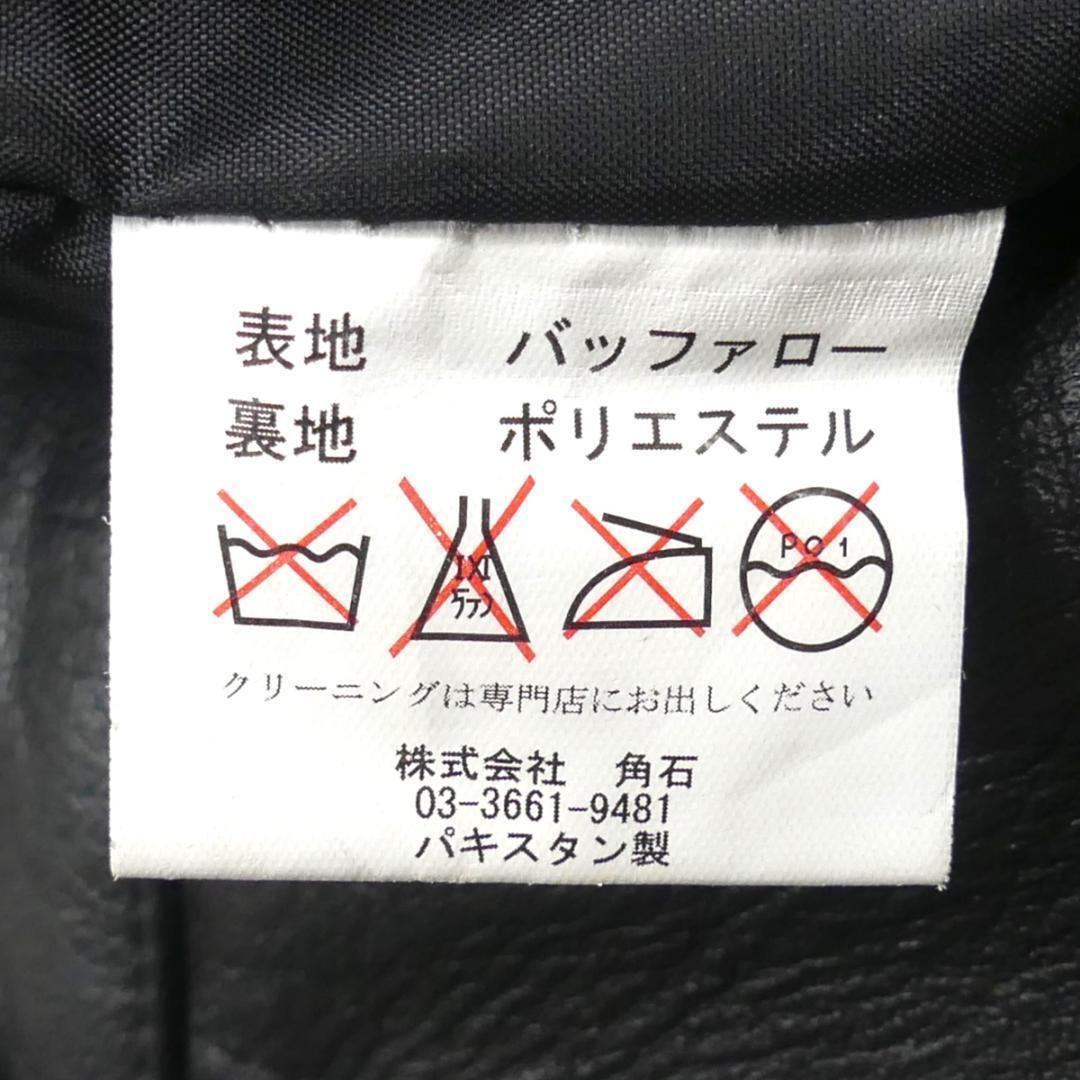 表地 バッファロー
裏地 ポリエステル
クリーニングは専門店にお出しください
株式会社 角石
03-3661-9481
パキスタン製